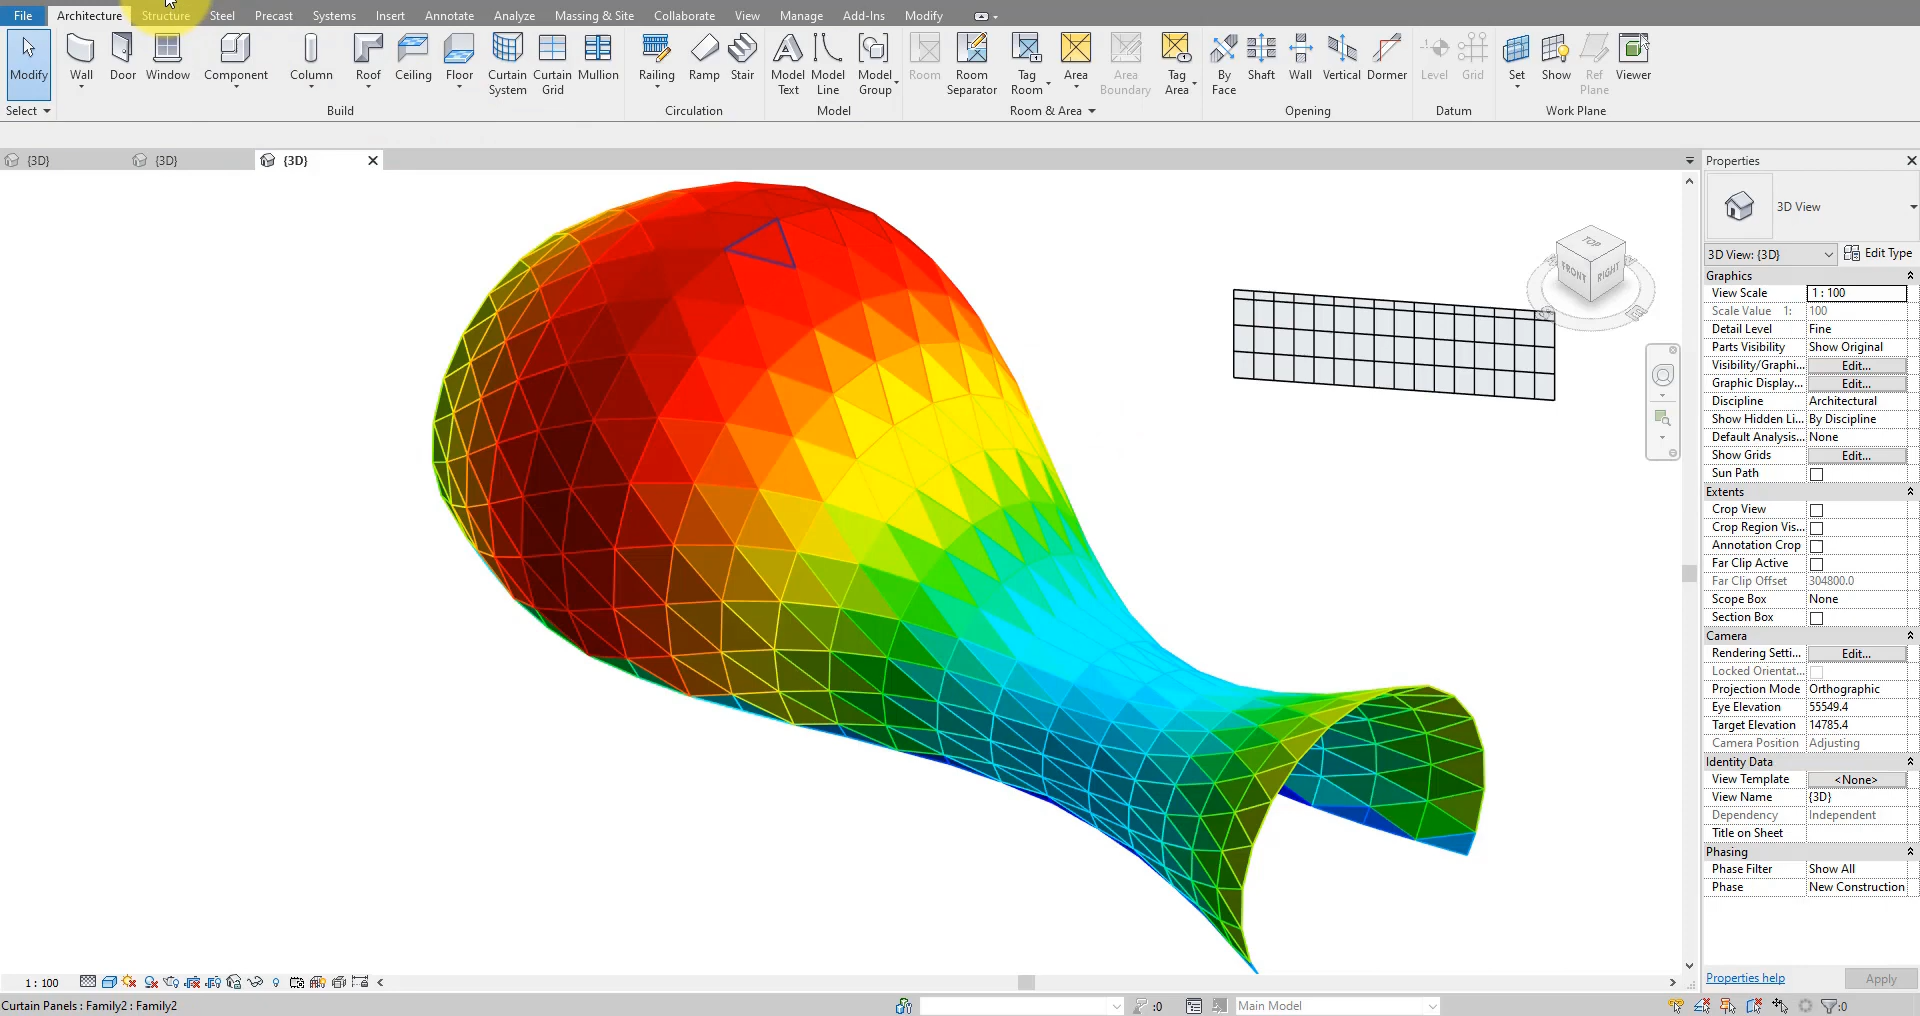 File Architecture Structure Steel Precast Systems Insert Annotate Analyze Massing & Site Collaborate View Manage Add-Ins Modify
Modify Wall Door Window Component Column Roof Ceiling Floor Curtain System Curtain Grid Mullion Railing Ramp Stair Model Text Model Line Model Group Room Room Separator Tag Room Area Area Boundary Tag Area By Face Shaft Wall Vertical Dormer Level Grid Set Show Ref Plane Viewer
Select Build Circulation Model Room & Area Opening Datum Work Plane
{3D} {3D} {3D}
Properties
3D View
3D View: {3D} Edit Type
Graphics
View Scale 1 : 100
Scale Value 1: 100
Detail Level Fine
Parts Visibility Show Original
Visibility/Graphi... Edit...
Graphic Display... Edit...
Discipline Architectural
Show Hidden Li... By Discipline
Default Analysis... None
Show Grids Edit...
Sun Path
Extents
Crop View
Crop Region Vis...
Annotation Crop
Far Clip Active
Far Clip Offset 304800.0
Scope Box None
Section Box
Camera
Rendering Setti... Edit...
Locked Orientat...
Projection Mode Orthographic
Eye Elevation 55549.4
Target Elevation 14785.4
Camera Position Adjusting
Identity Data
View Template <None>
View Name {3D}
Dependency Independent
Title on Sheet
Phasing
Phase Filter Show All
Phase New Construction
Properties help Apply
TOP
FRONT RIGHT
1 : 100
Curtain Panels : Family2 : Family2
:0
Main Model
:0